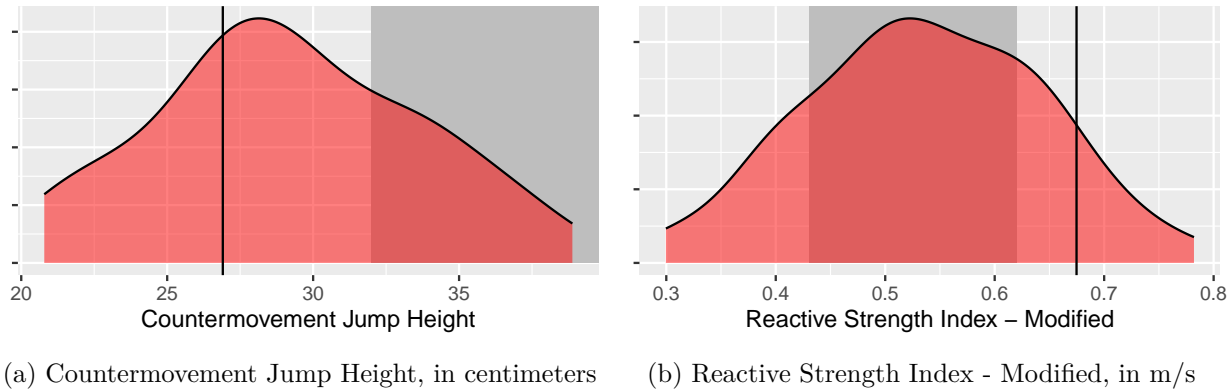 20 25 30 35
Countermovement Jump Height
(a) Countermovement Jump Height, in centimeters
0.3 0.4 0.5 0.6 0.7 0.8
Reactive Strength Index – Modified
(b) Reactive Strength Index - Modified, in m/s